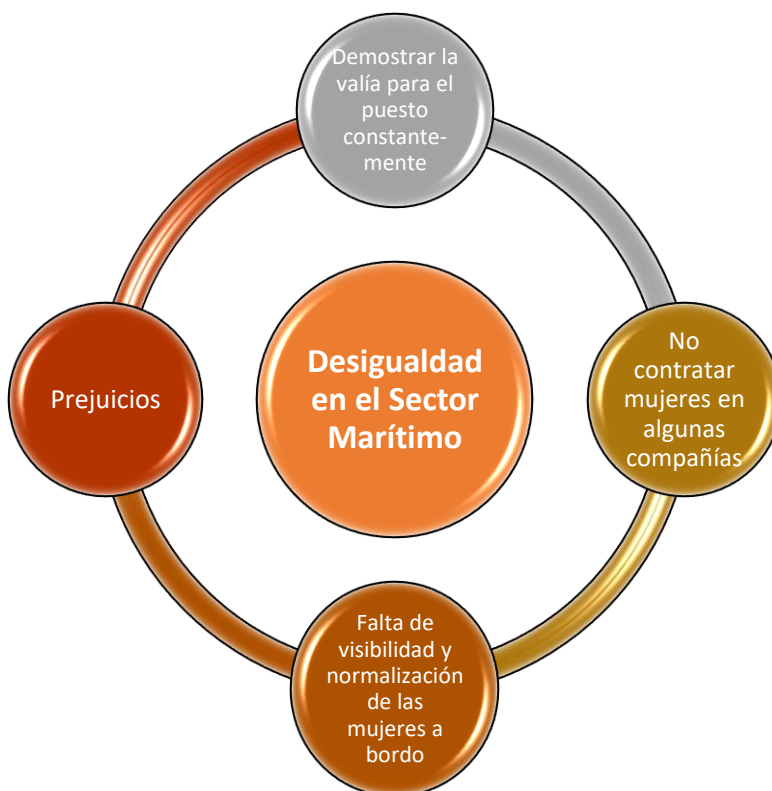 Demostrar la
valía para el
puesto
constante-
mente
Prejuicios
Desigualdad
en el Sector
Marítimo
No
contratar
mujeres en
algunas
compañías
Falta de
visibilidad y
normalización
de las
mujeres a
bordo